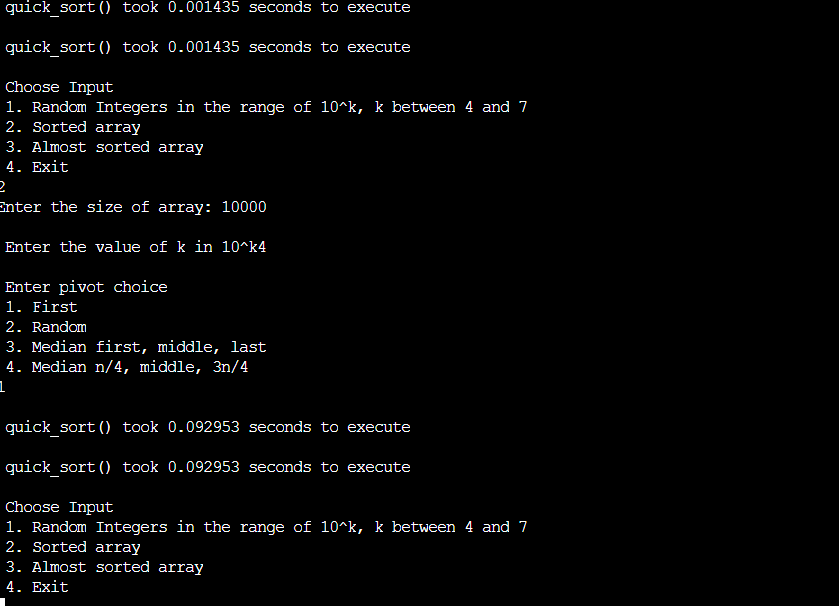 quick_sort() took 0.001435 seconds to execute
quick_sort() took 0.001435 seconds to execute
Choose Input
1. Random Integers in the range of 10^k, k between 4 and 7
2. Sorted array
3. Almost sorted array
4. Exit
2
Enter the size of array: 10000
Enter the value of k in 10^k4
Enter pivot choice
1. First
2. Random
3. Median first, middle, last
4. Median n/4, middle, 3n/4
1
quick_sort() took 0.092953 seconds to execute
quick_sort() took 0.092953 seconds to execute
Choose Input
1. Random Integers in the range of 10^k, k between 4 and 7
2. Sorted array
3. Almost sorted array
4. Exit